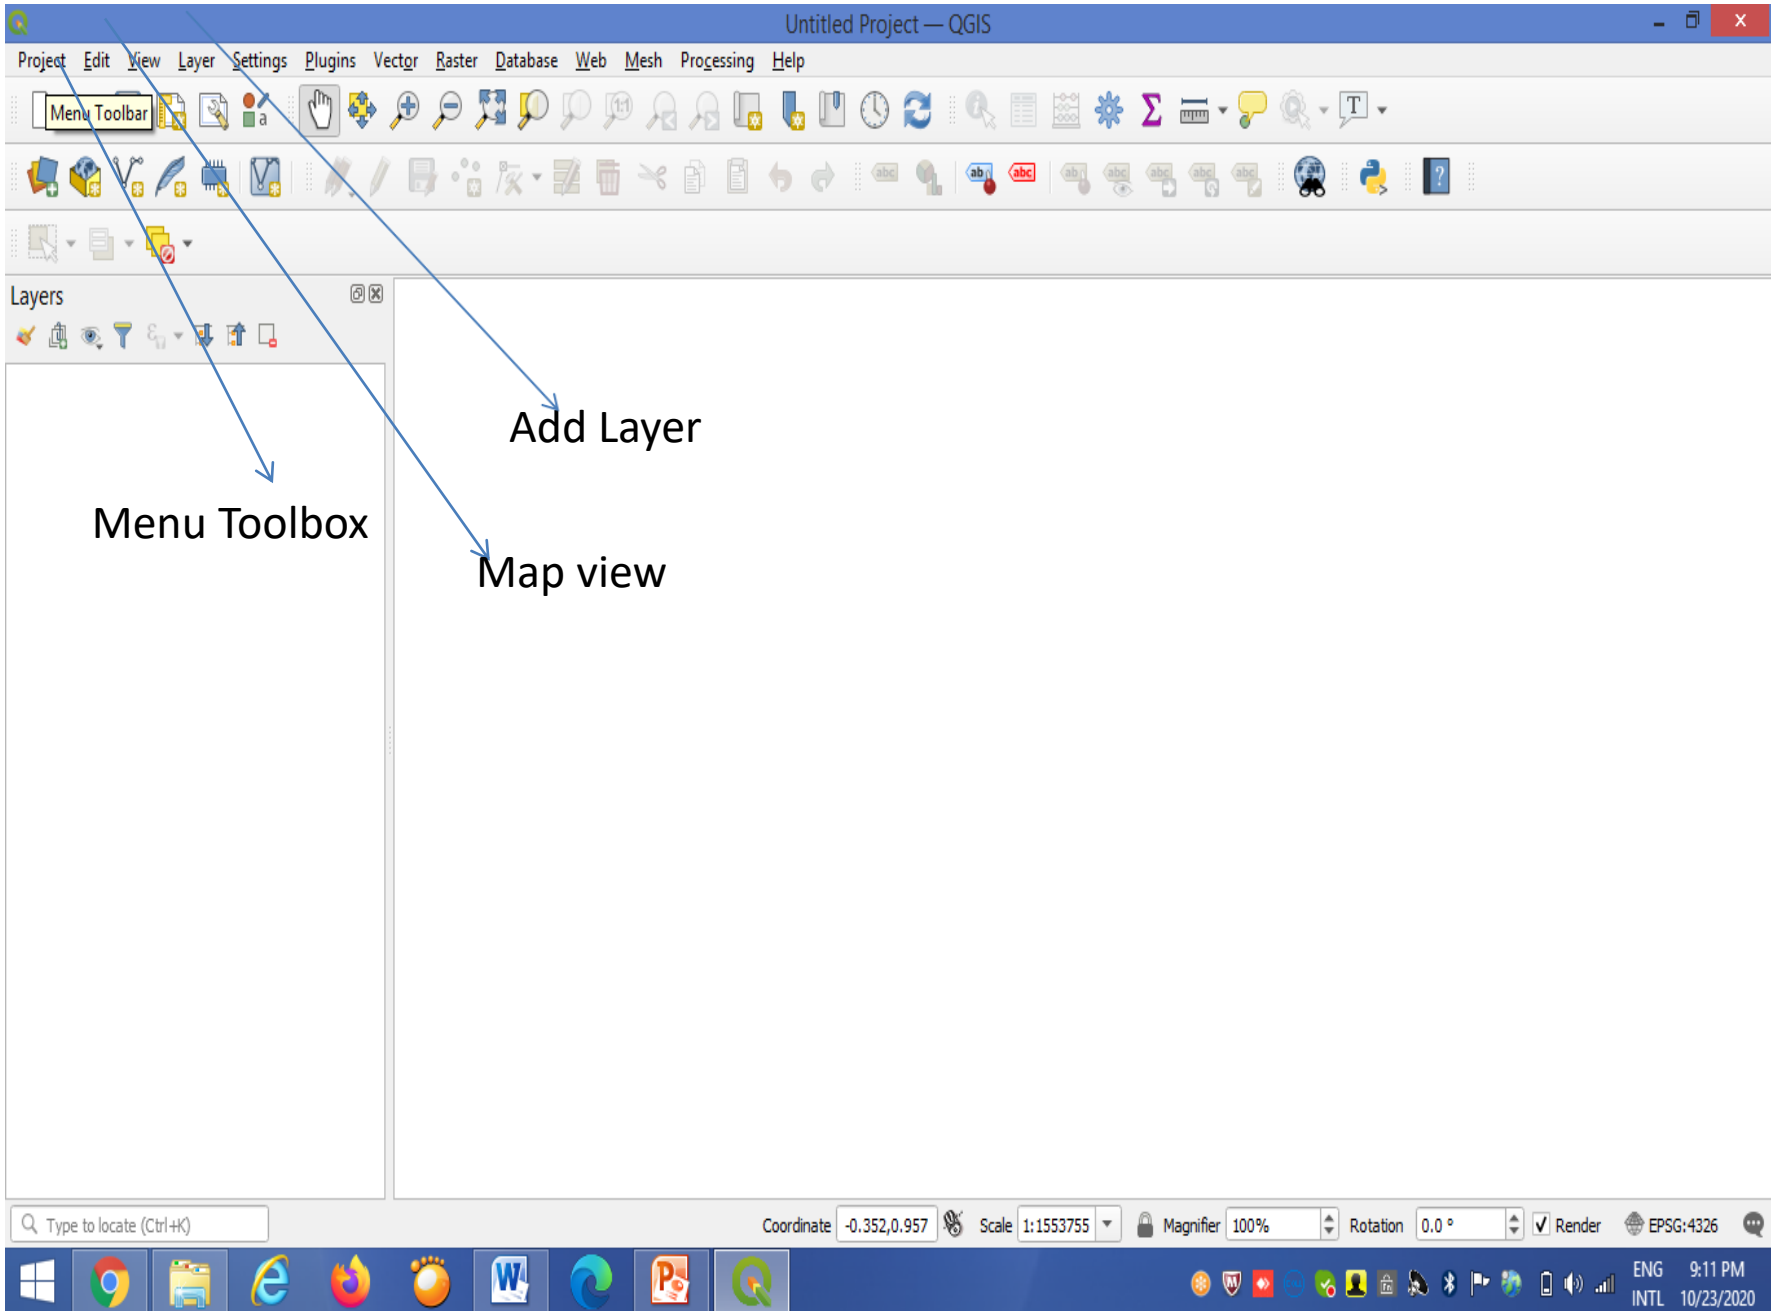 Untitled Project — QGIS
Project Edit View Layer Settings Plugins Vector Raster Database Web Mesh Processing Help
Menu Toolbar
Layers
Add Layer
Menu Toolbox
Map view
Type to locate (Ctrl+K) Coordinate -0.352,0.957 Scale 1:1553755 Magnifier 100% Rotation 0.0 ° Render EPSG:4326
ENG 9:11 PM
INTL 10/23/2020